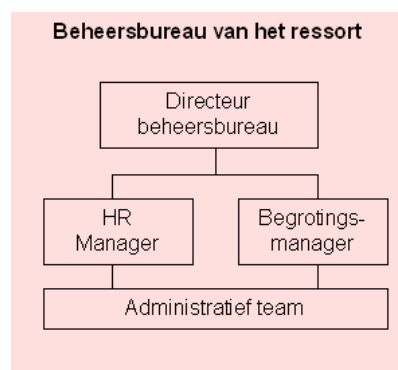 Beheersbureau van het ressort
Directeur
beheersbureau
HR
Manager
Begrotings-
manager
Administratief team